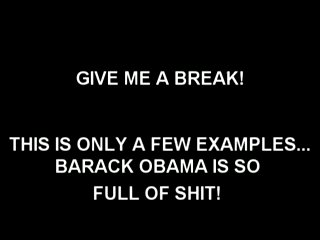 GIVE ME A BREAK!
THIS IS ONLY A FEW EXAMPLES...
BARACK OBAMA IS SO
FULL OF SHIT!